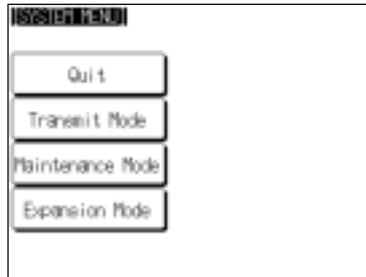 [SYSTEM MENU]
Quit
Transmit Mode
Maintenance Mode
Expansion Mode